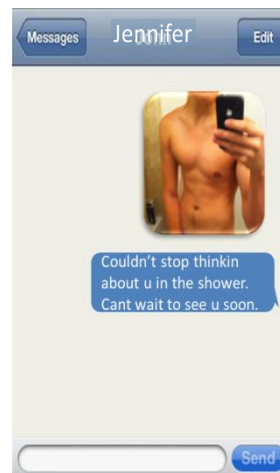 Messages
Jennifer
Edit
Couldn't stop thinkin
about u in the shower.
Cant wait to see u soon.
Send